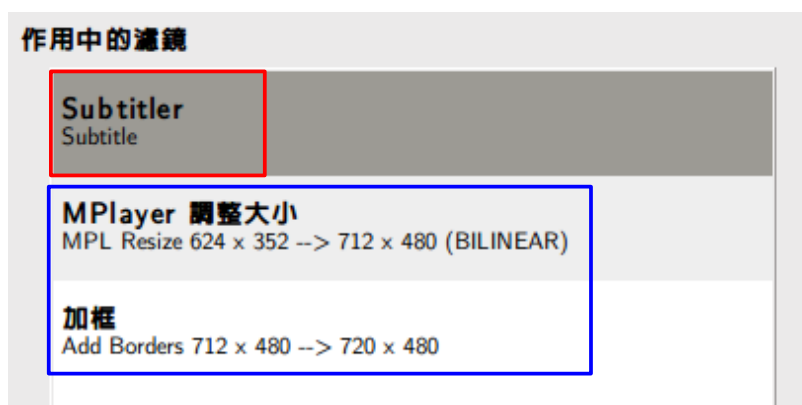 作用中的濾鏡
Subtitler
Subtitle
MPlayer 調整大小
MPL Resize 624 x 352 --> 712 x 480 (BILINEAR)
加框
Add Borders 712 x 480 --> 720 x 480